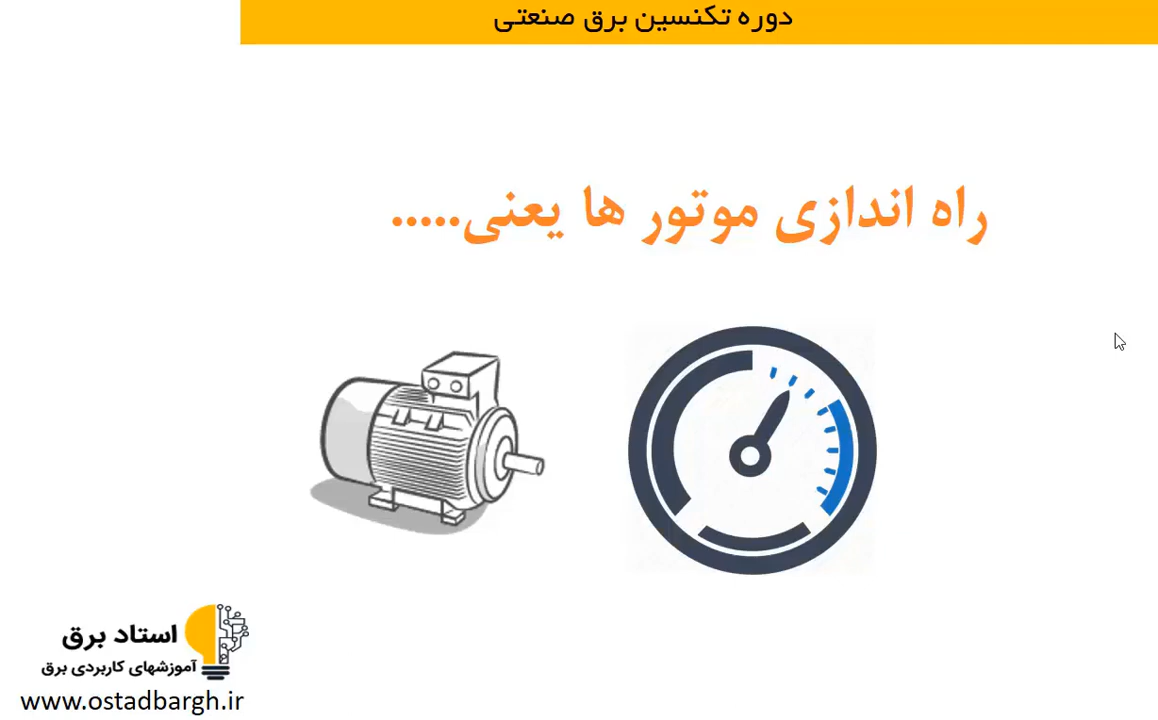 دوره تکنسین برق صنعتی
راه اندازی موتور ها یعنی.....
استاد برق
آموزشهای کاربردی برق
www.ostadbargh.ir